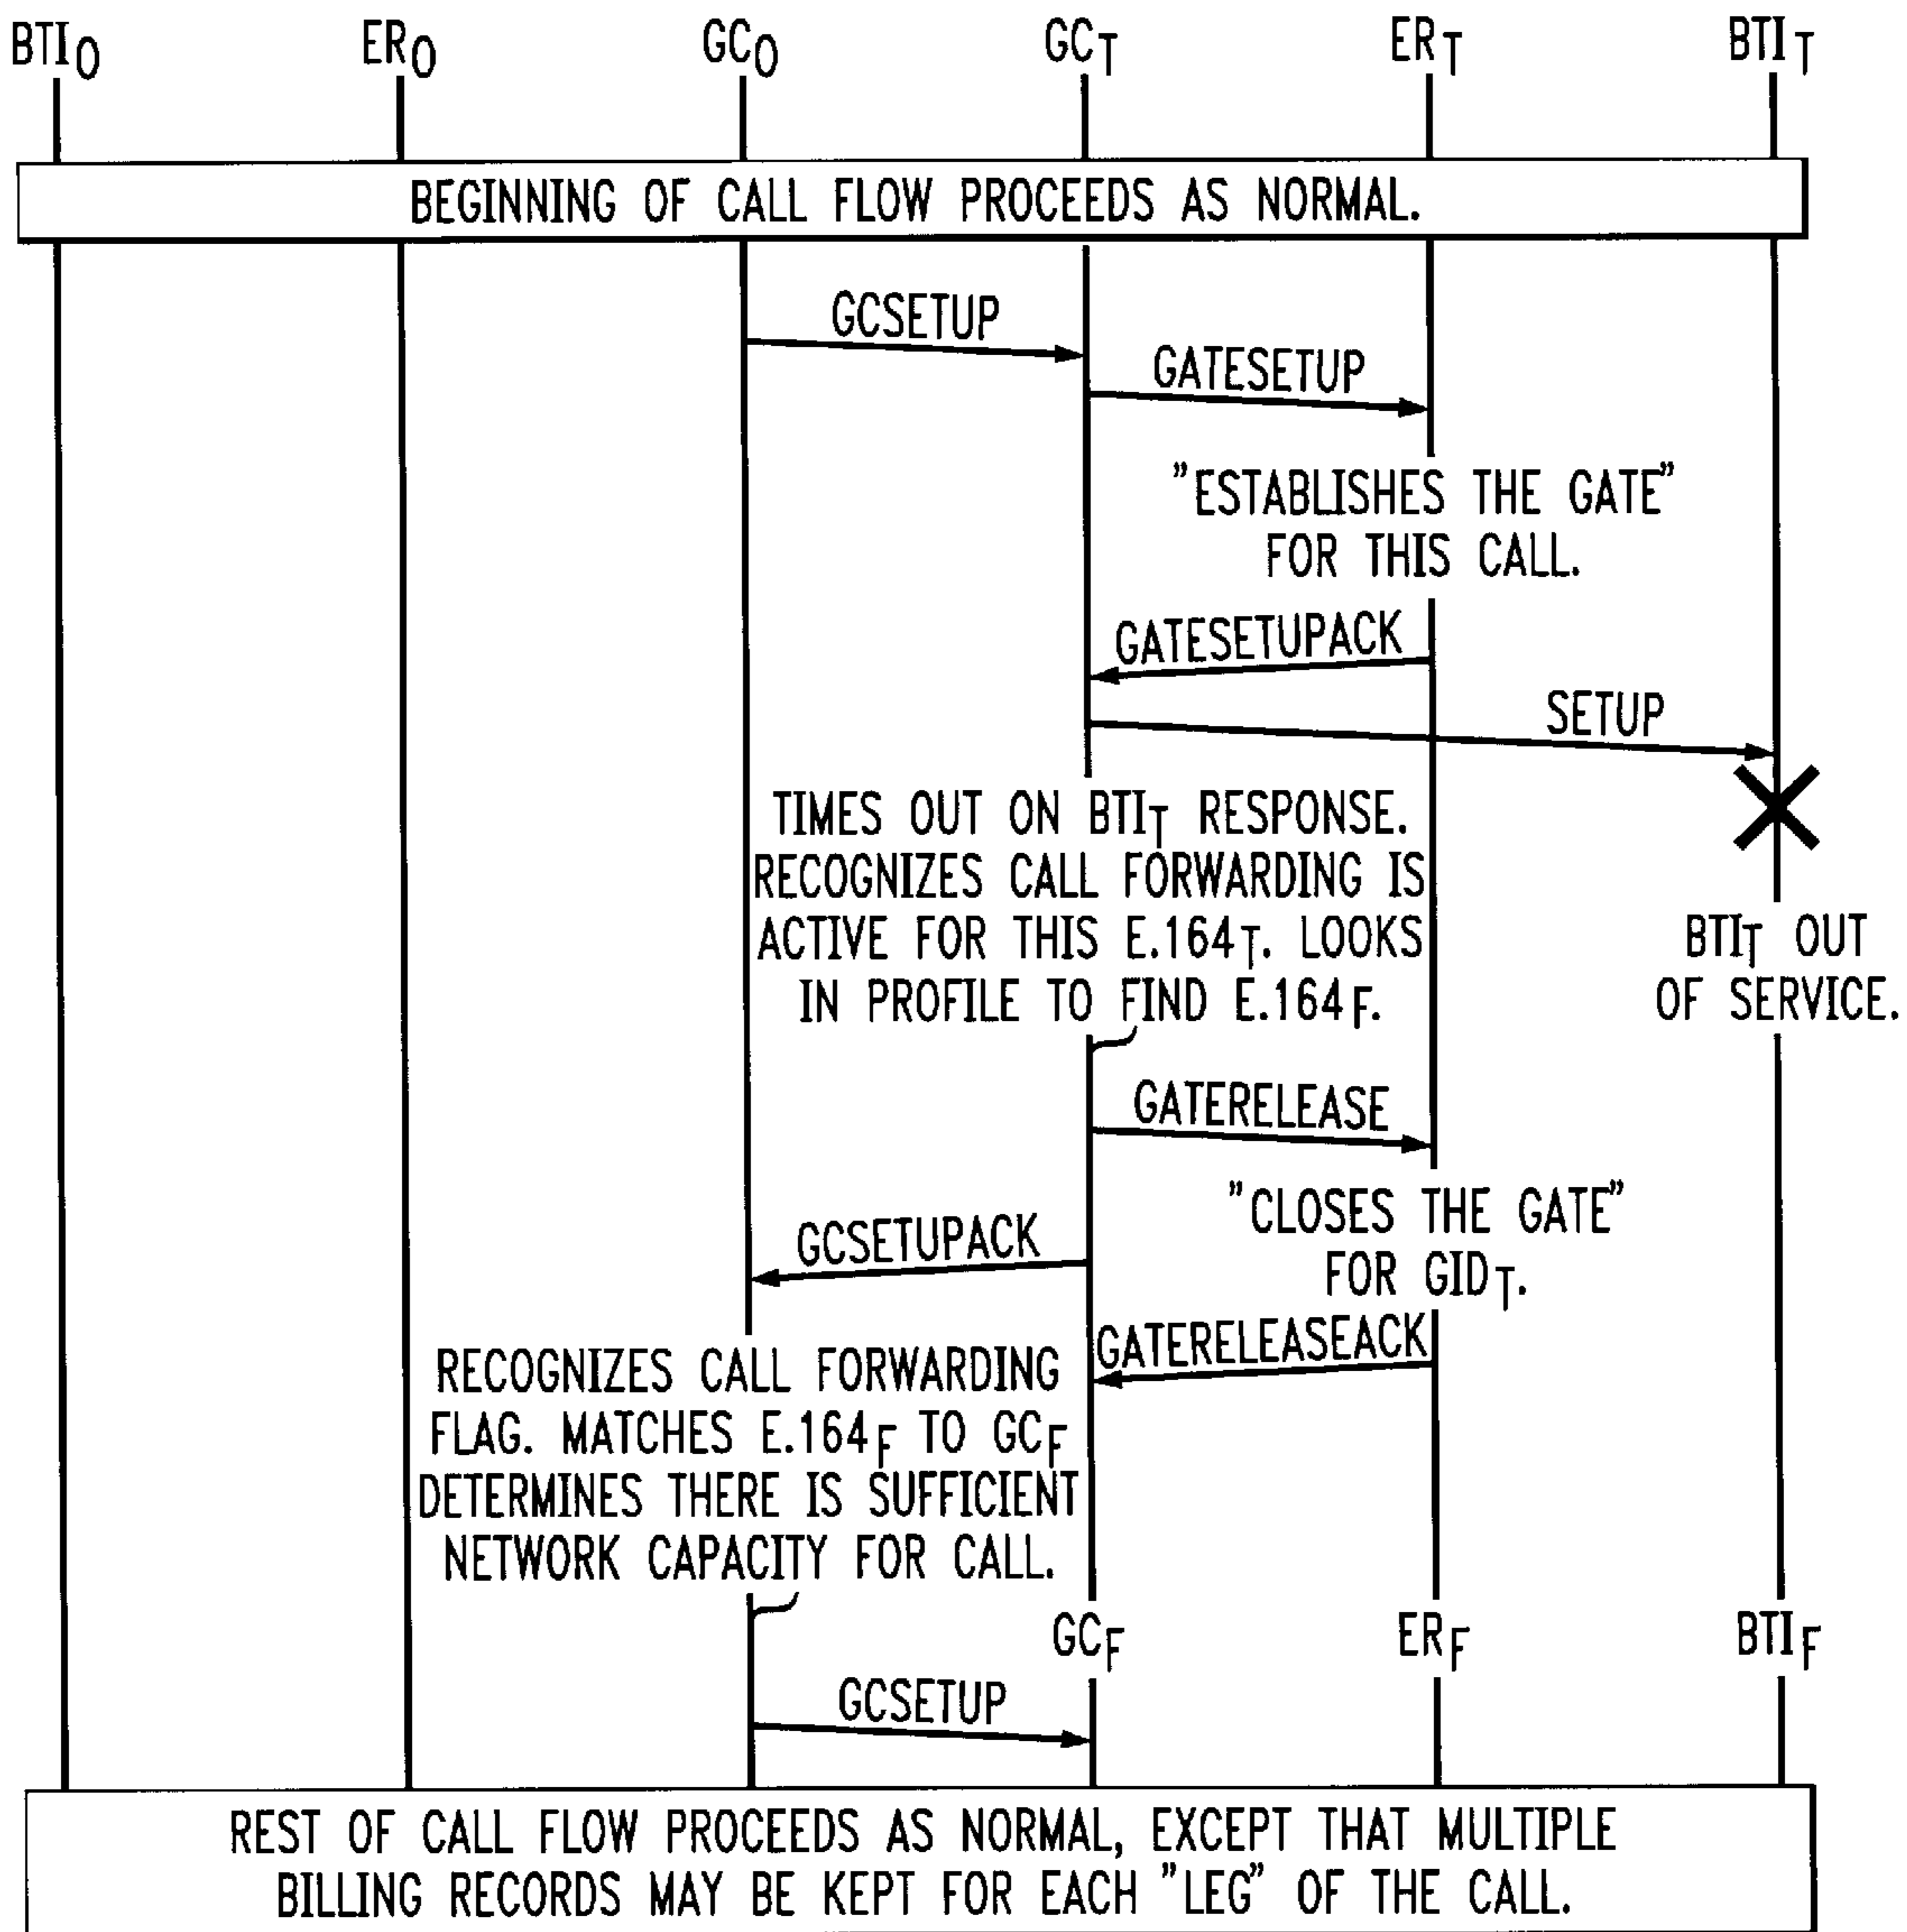 BTIO ERO GCO GCT ERT BTIT
BEGINNING OF CALL FLOW PROCEEDS AS NORMAL.
GCSETUP
GATESETUP
"ESTABLISHES THE GATE"
FOR THIS CALL.
GATESETUPACK
SETUP
TIMES OUT ON BTIT RESPONSE.
RECOGNIZES CALL FORWARDING IS
ACTIVE FOR THIS E.164T. LOOKS
IN PROFILE TO FIND E.164F.
BTIT OUT
OF SERVICE.
GATERELEASE
"CLOSES THE GATE"
FOR GIDT.
GCSETUPACK
GATERELEASEACK
RECOGNIZES CALL FORWARDING
FLAG. MATCHES E.164F TO GCF
DETERMINES THERE IS SUFFICIENT
NETWORK CAPACITY FOR CALL.
GCF ERF BTIF
GCSETUP
REST OF CALL FLOW PROCEEDS AS NORMAL, EXCEPT THAT MULTIPLE
BILLING RECORDS MAY BE KEPT FOR EACH "LEG" OF THE CALL.